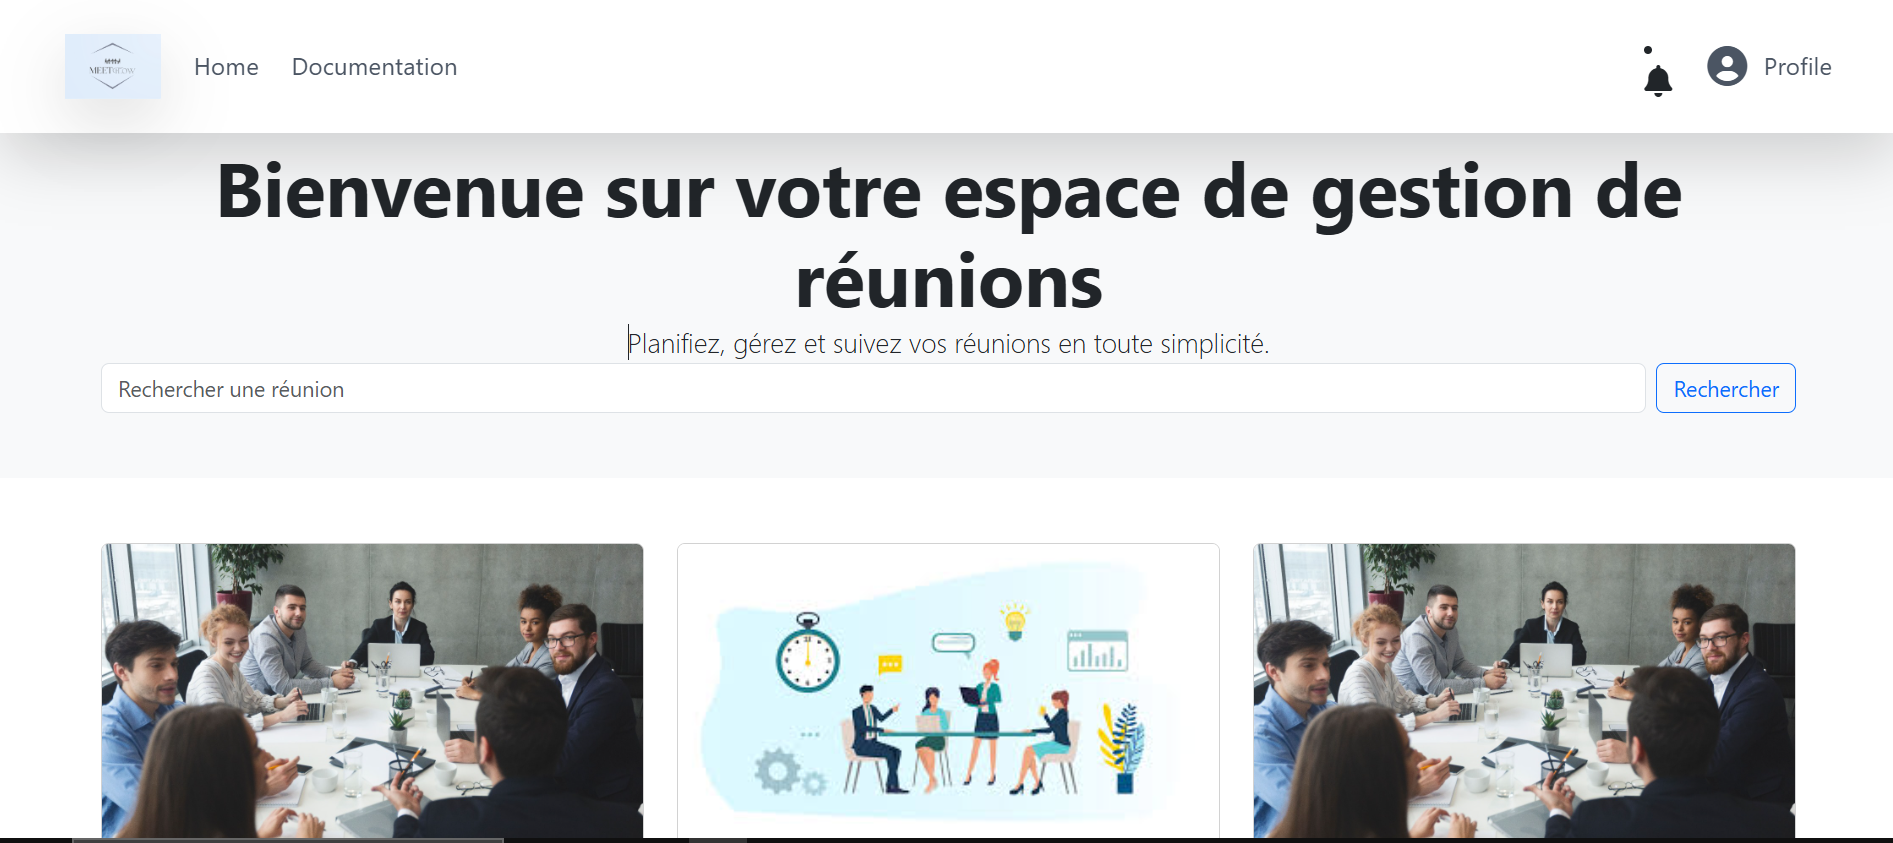 MEET
Home
Documentation
Profile
Bienvenue sur votre espace de gestion de
réunions
Planifiez, gérez et suivez vos réunions en toute simplicité.
Rechercher une réunion
Rechercher